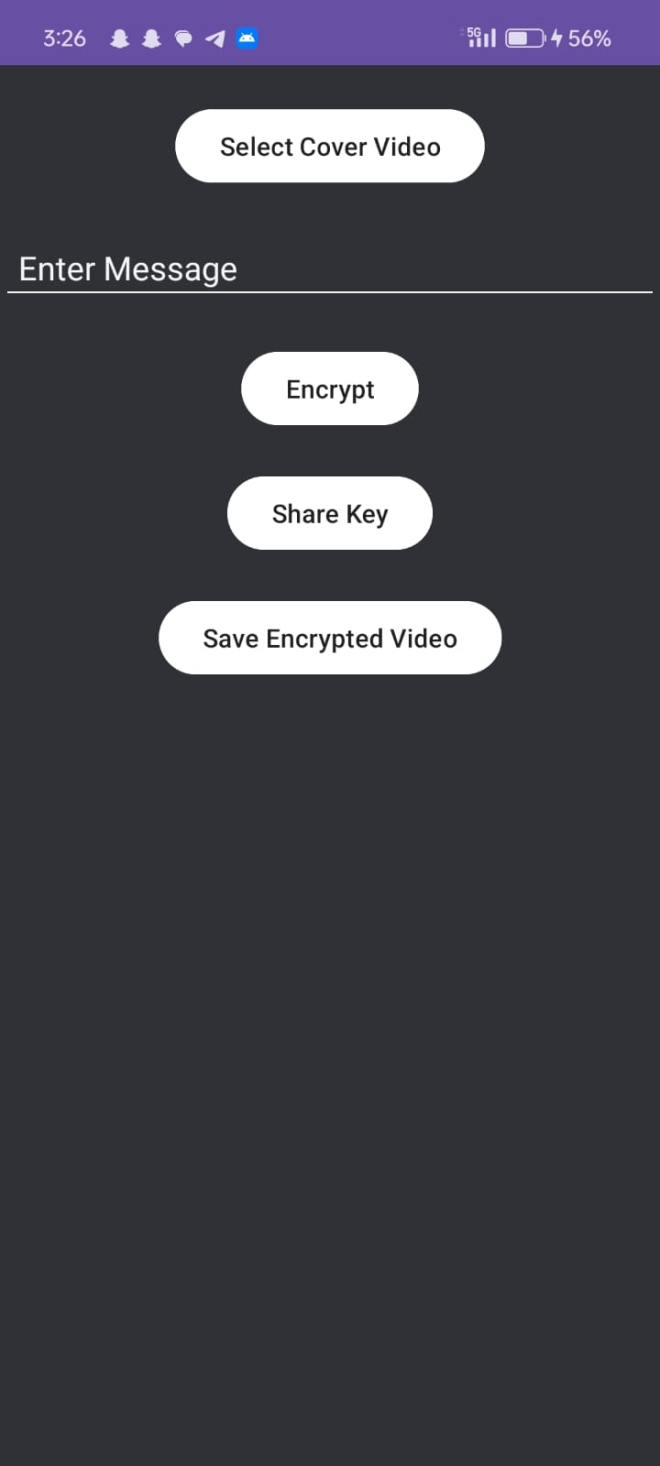 3:26 5G 56%
Select Cover Video
Enter Message
Encrypt
Share Key
Save Encrypted Video